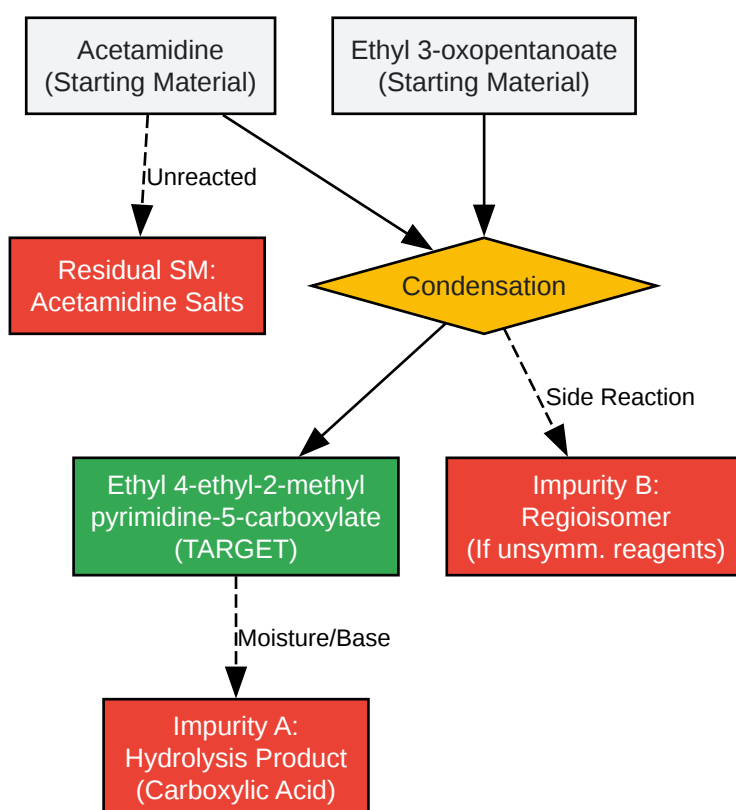 Acetamidine
(Starting Material)
Ethyl 3-oxopentanoate
(Starting Material)
Unreacted
Residual SM:
Acetamidine Salts
Condensation
Side Reaction
Ethyl 4-ethyl-2-methyl
pyrimidine-5-carboxylate
(TARGET)
Impurity B:
Regioisomer
(If unsymm. reagents)
Moisture/Base
Impurity A:
Hydrolysis Product
(Carboxylic Acid)